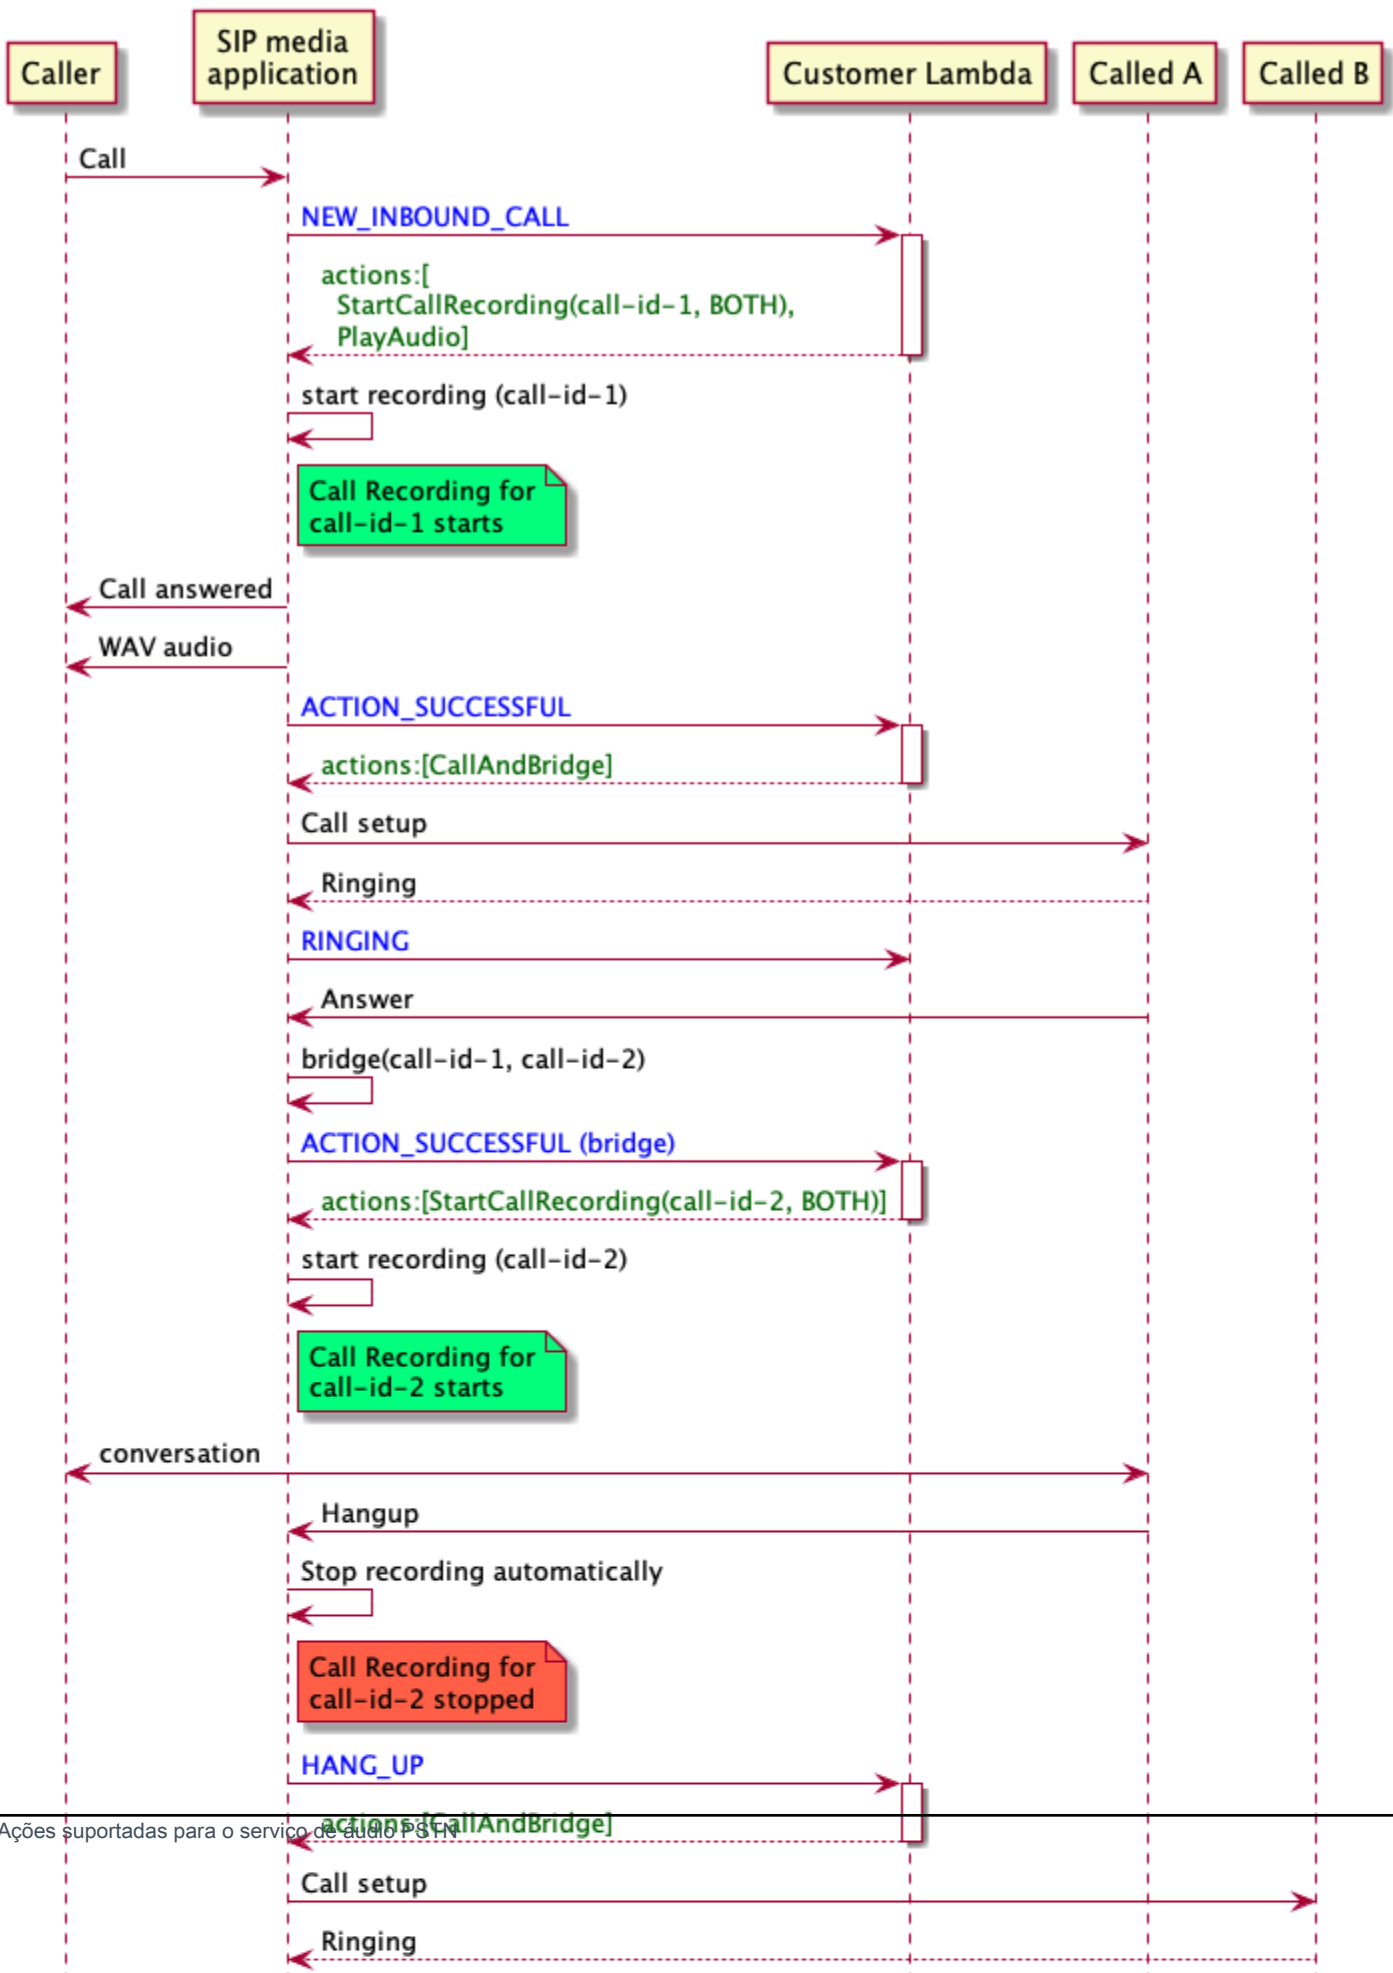 Caller
SIP media
application
Customer Lambda
Called A
Called B
Call
NEW_INBOUND_CALL
actions:[
StartCallRecording(call-id-1, BOTH),
PlayAudio]
start recording (call-id-1)
Call Recording for
call-id-1 starts
Call answered
WAV audio
ACTION_SUCCESSFUL
actions:[CallAndBridge]
Call setup
Ringing
RINGING
Answer
bridge(call-id-1, call-id-2)
ACTION_SUCCESSFUL (bridge)
actions:[StartCallRecording(call-id-2, BOTH)]
start recording (call-id-2)
Call Recording for
call-id-2 starts
conversation
Hangup
Stop recording automatically
Call Recording for
call-id-2 stopped
HANG_UP
actions:[CallAndBridge]
Ações suportadas para o serviço de áudio PSTN
Call setup
Ringing